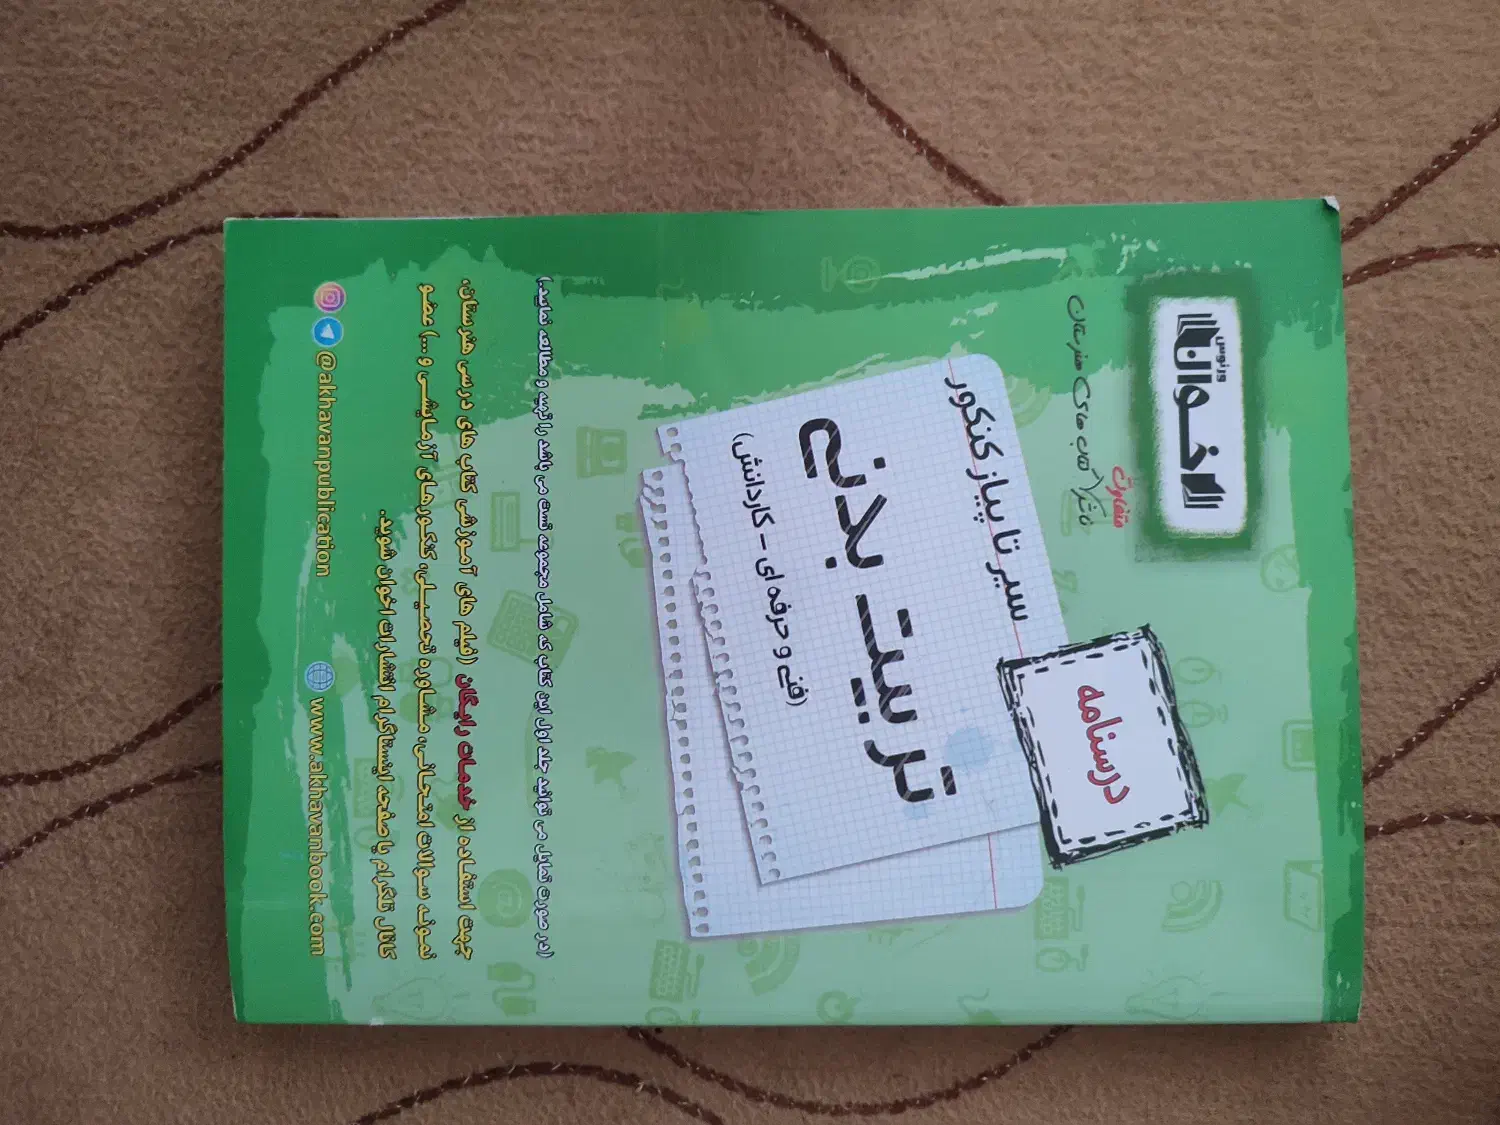 ورنوس
اخوان
ناشر کتاب های هنرستان
متفاوت
درسنامه
سیر تا پیاز کنکور
تربیت بدنی
(فنی و حرفه ای - کاردانش)
(در صورت تمایل می توانید جلد اول این کتاب که شامل مجموعه تست می باشد را تهیه و مطالعه نمایید.)
جهت استفاده از خدمات رایگان (فیلم های آموزشی کتاب های درسی هنرستان،
نمونه سوالات امتحانی، مشاوره تحصیلی، کنکورهای آزمایشی و ...) عضو
کانال تلگرام یا صفحه اینستاگرام انتشارات اخوان شوید.
@akhavanpublication
www.akhavanbook.com